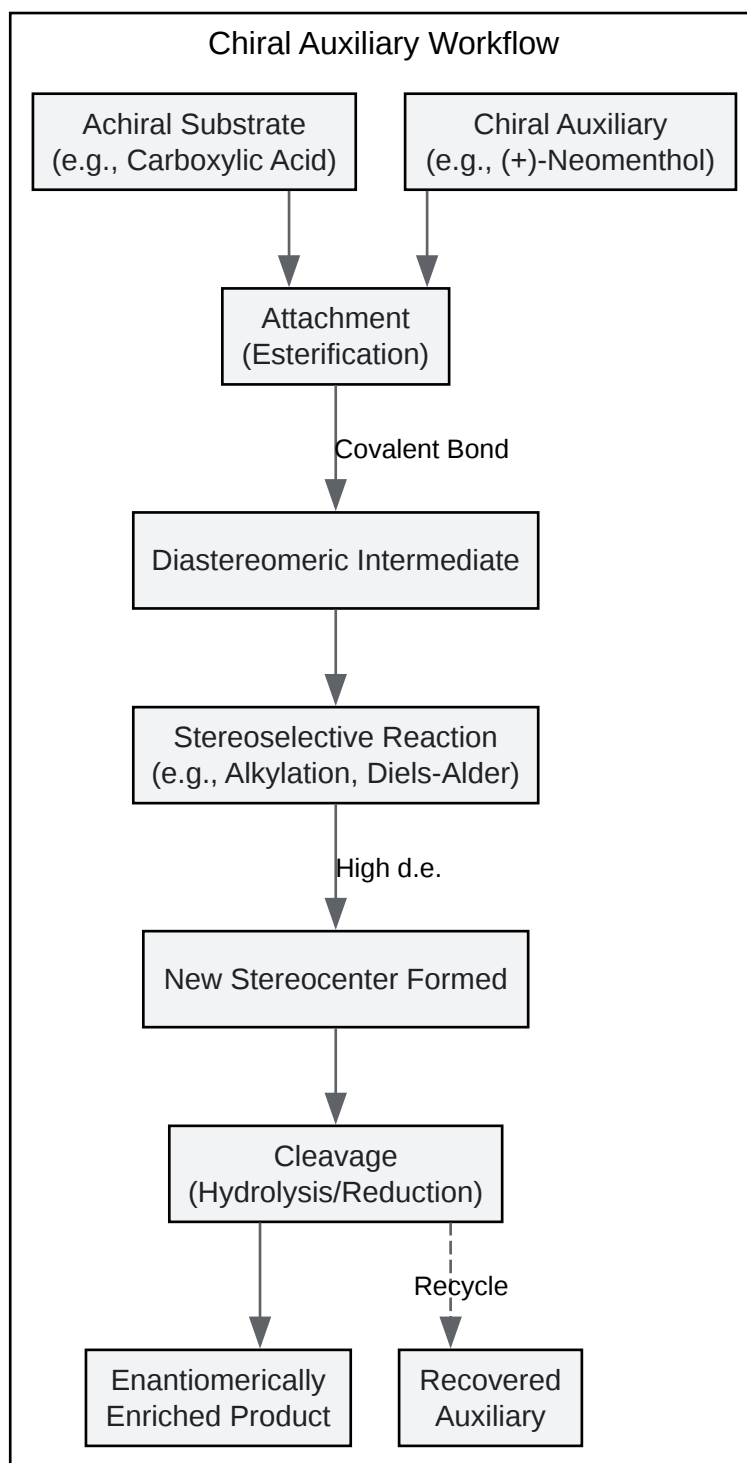 Chiral Auxiliary Workflow
Achiral Substrate
(e.g., Carboxylic Acid)
Chiral Auxiliary
(e.g., (+)-Neomenthol)
Attachment
(Esterification)
Covalent Bond
Diastereomeric Intermediate
Stereoselective Reaction
(e.g., Alkylation, Diels-Alder)
High d.e.
New Stereocenter Formed
Cleavage
(Hydrolysis/Reduction)
Recycle
Enantiomerically
Enriched Product
Recovered
Auxiliary